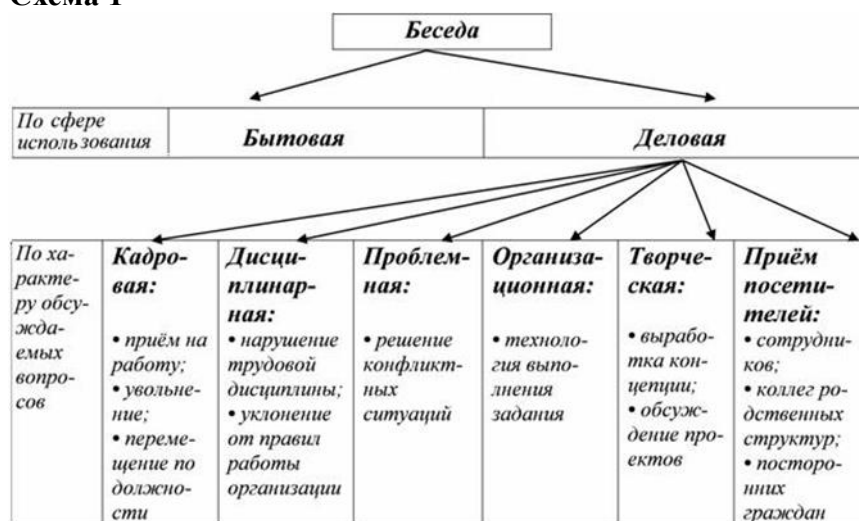 Схема 1
Беседа
По сфере
использования
Бытовая
Деловая
По ха-
ракте-
ру обсу-
ждa-
емых
вопро-
сов
Кадро-
вая:
• приём на
работу;
• увольне-
ние;
• переме-
щение по
должно-
сти
Дисци-
плинар-
ная:
• нарушение
трудовой
дисциплины;
• уклонение
от правил
работы
организации
Проблем-
ная:
• решение
конфликт-
ных
ситуаций
Организа-
ционная:
• техноло-
гия выпо-
лнения
задания
Творче-
ская:
• вырабо-
тка кон-
цепции;
• обсуж-
дение про-
ектов
Приём
посети-
телей:
• сотрудни-
ков;
• коллег ро-
дственных
структур;
• посторо-
нних
граждан